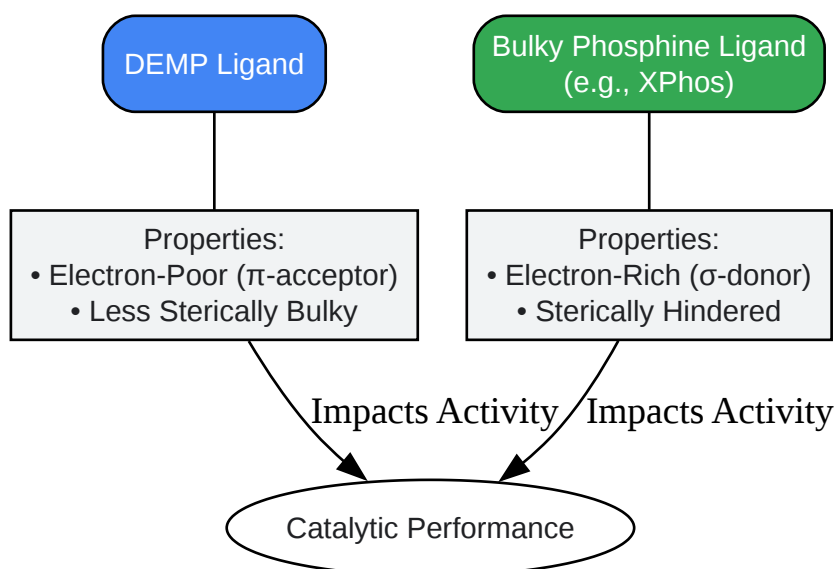 DEMP Ligand
Bulky Phosphine Ligand
(e.g., XPhos)
Properties:
• Electron-Poor (π-acceptor)
• Less Sterically Bulky
Properties:
• Electron-Rich (σ-donor)
• Sterically Hindered
Impacts Activity
Impacts Activity
Catalytic Performance